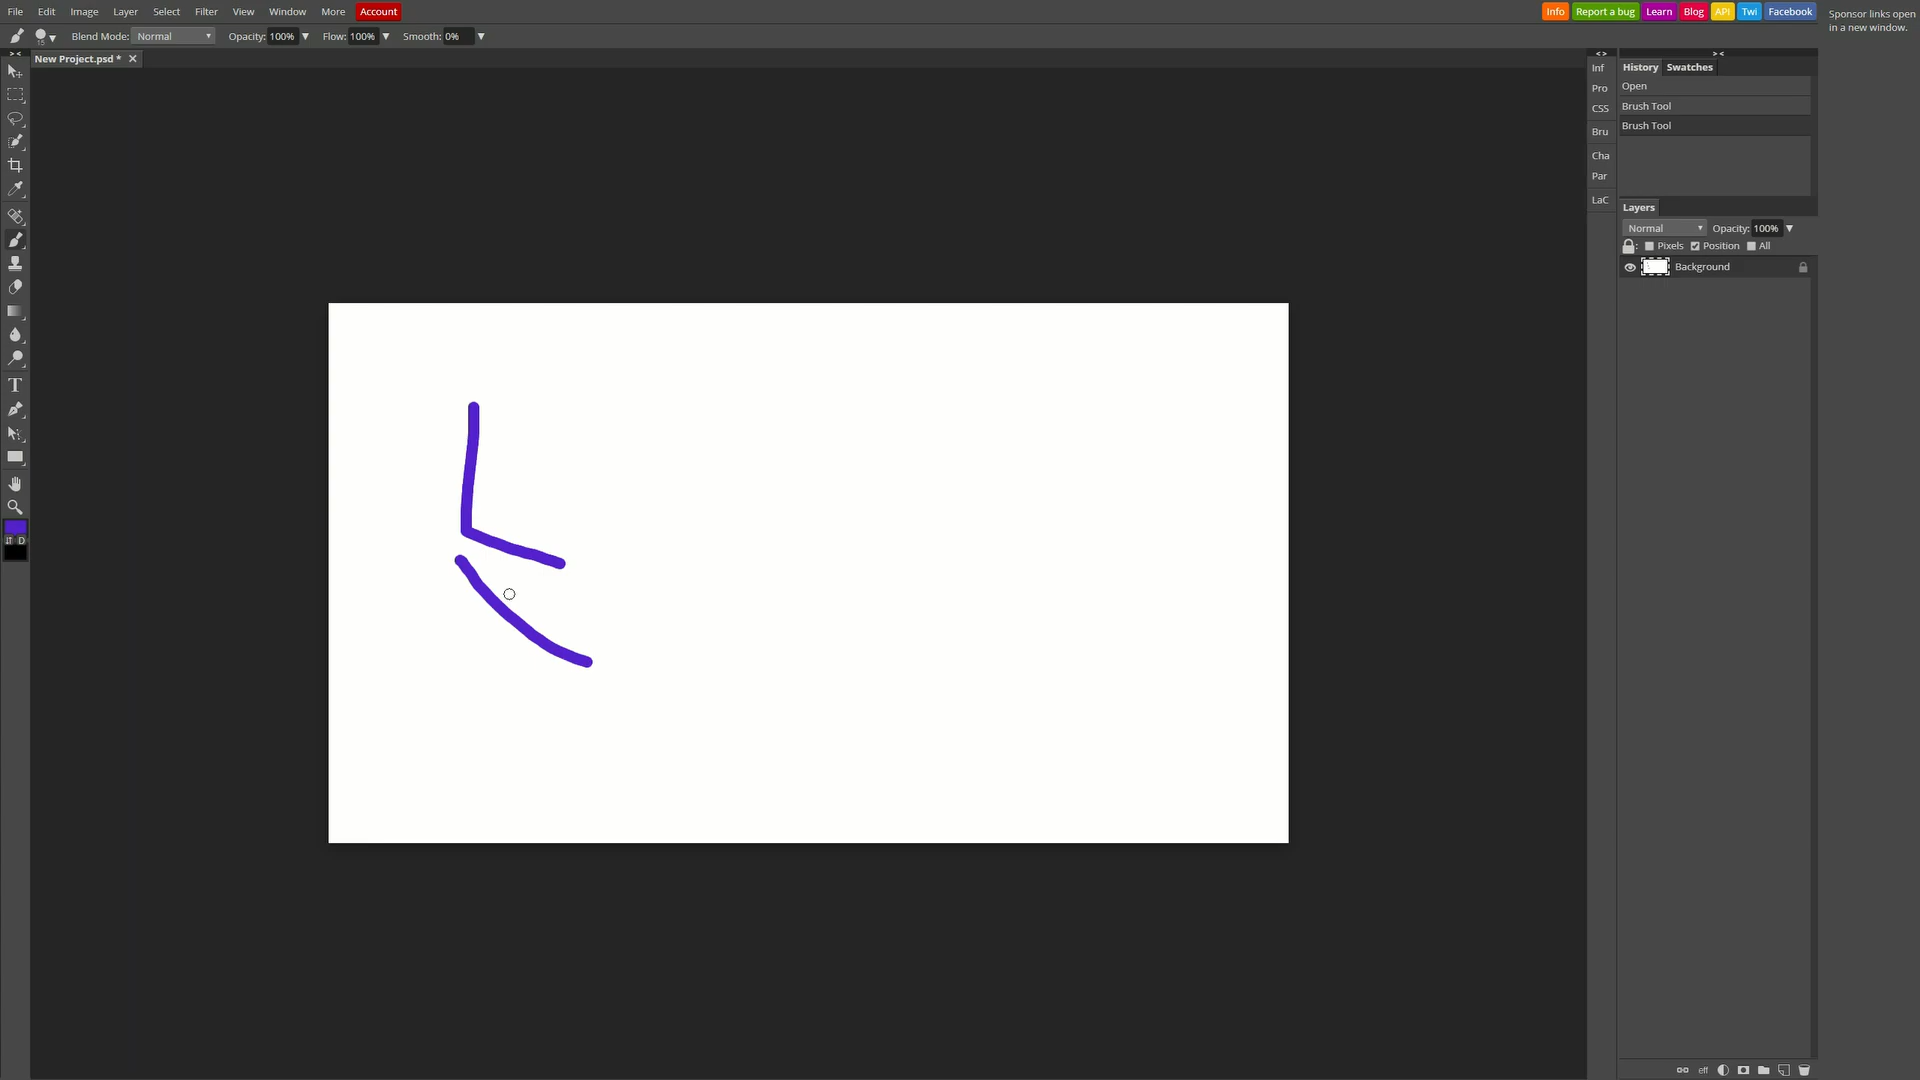 File Edit Image Layer Select Filter View Window More Account Info Report a bug Learn Blog API Twi Facebook
Sponsor links open
in a new window.
15 Blend Mode: Normal Opacity: 100% Flow: 100% Smooth: 0%
New Project.psd *
Inf
Pro
CSS
Bru
Cha
Par
LaC
History Swatches
Open
Brush Tool
Brush Tool
Layers
Normal Opacity: 100%
Pixels Position All
Background
T
D
eff